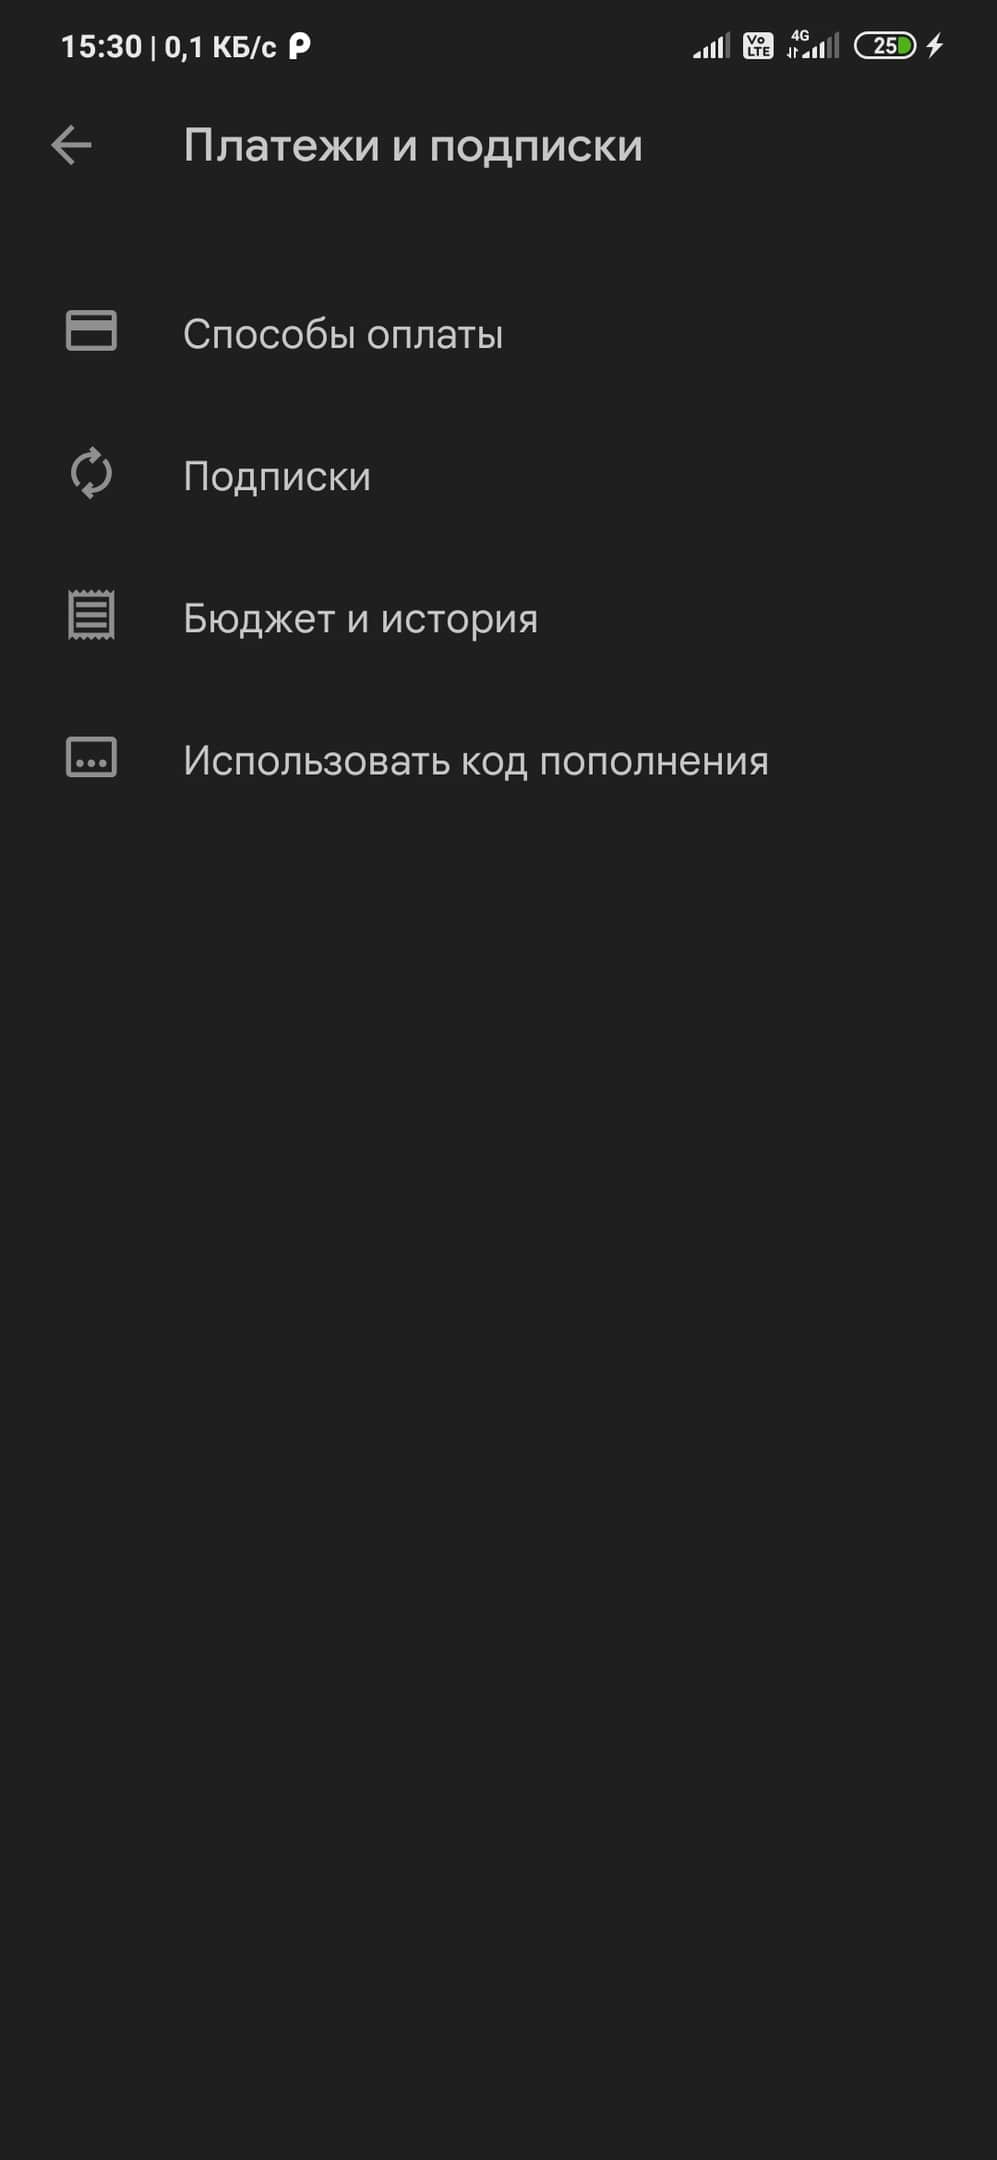 15:30 | 0,1 КБ/с
Vo LTE 4G 25
Платежи и подписки
Способы оплаты
Подписки
Бюджет и история
Использовать код пополнения